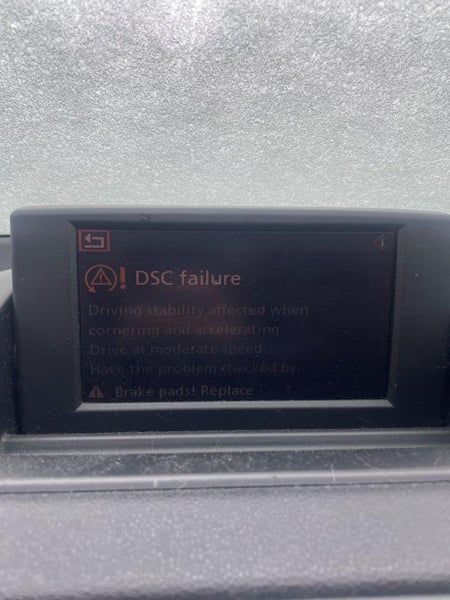 DSC failure
Driving stability affected when
cornering and accelerating.
Drive at moderate speed.
Have the problem checked by
Brake pads! Replace